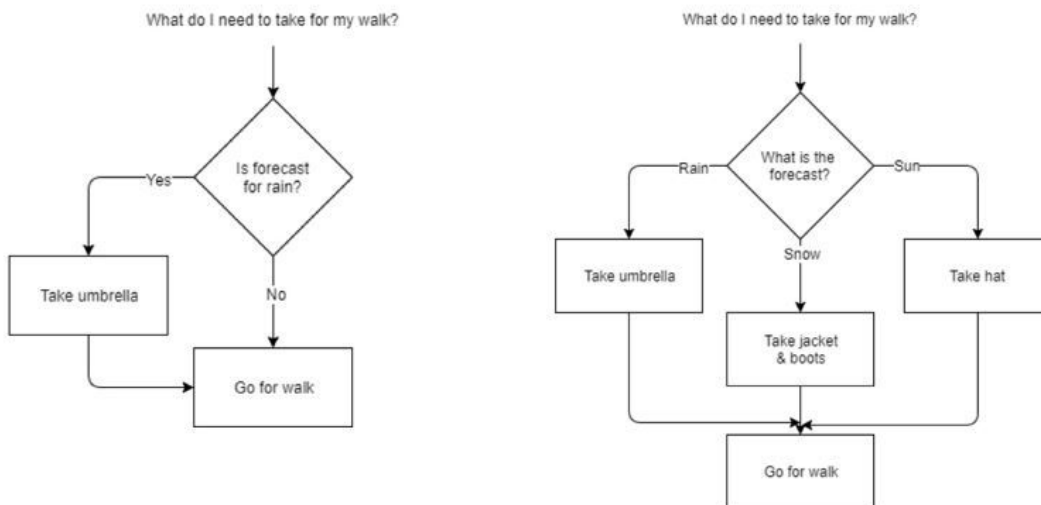 What do I need to take for my walk?
Is forecast
for rain?
Yes
Take umbrella
No
Go for walk
What do I need to take for my walk?
What is the
forecast?
Rain
Sun
Snow
Take umbrella
Take hat
Take jacket
& boots
Go for walk